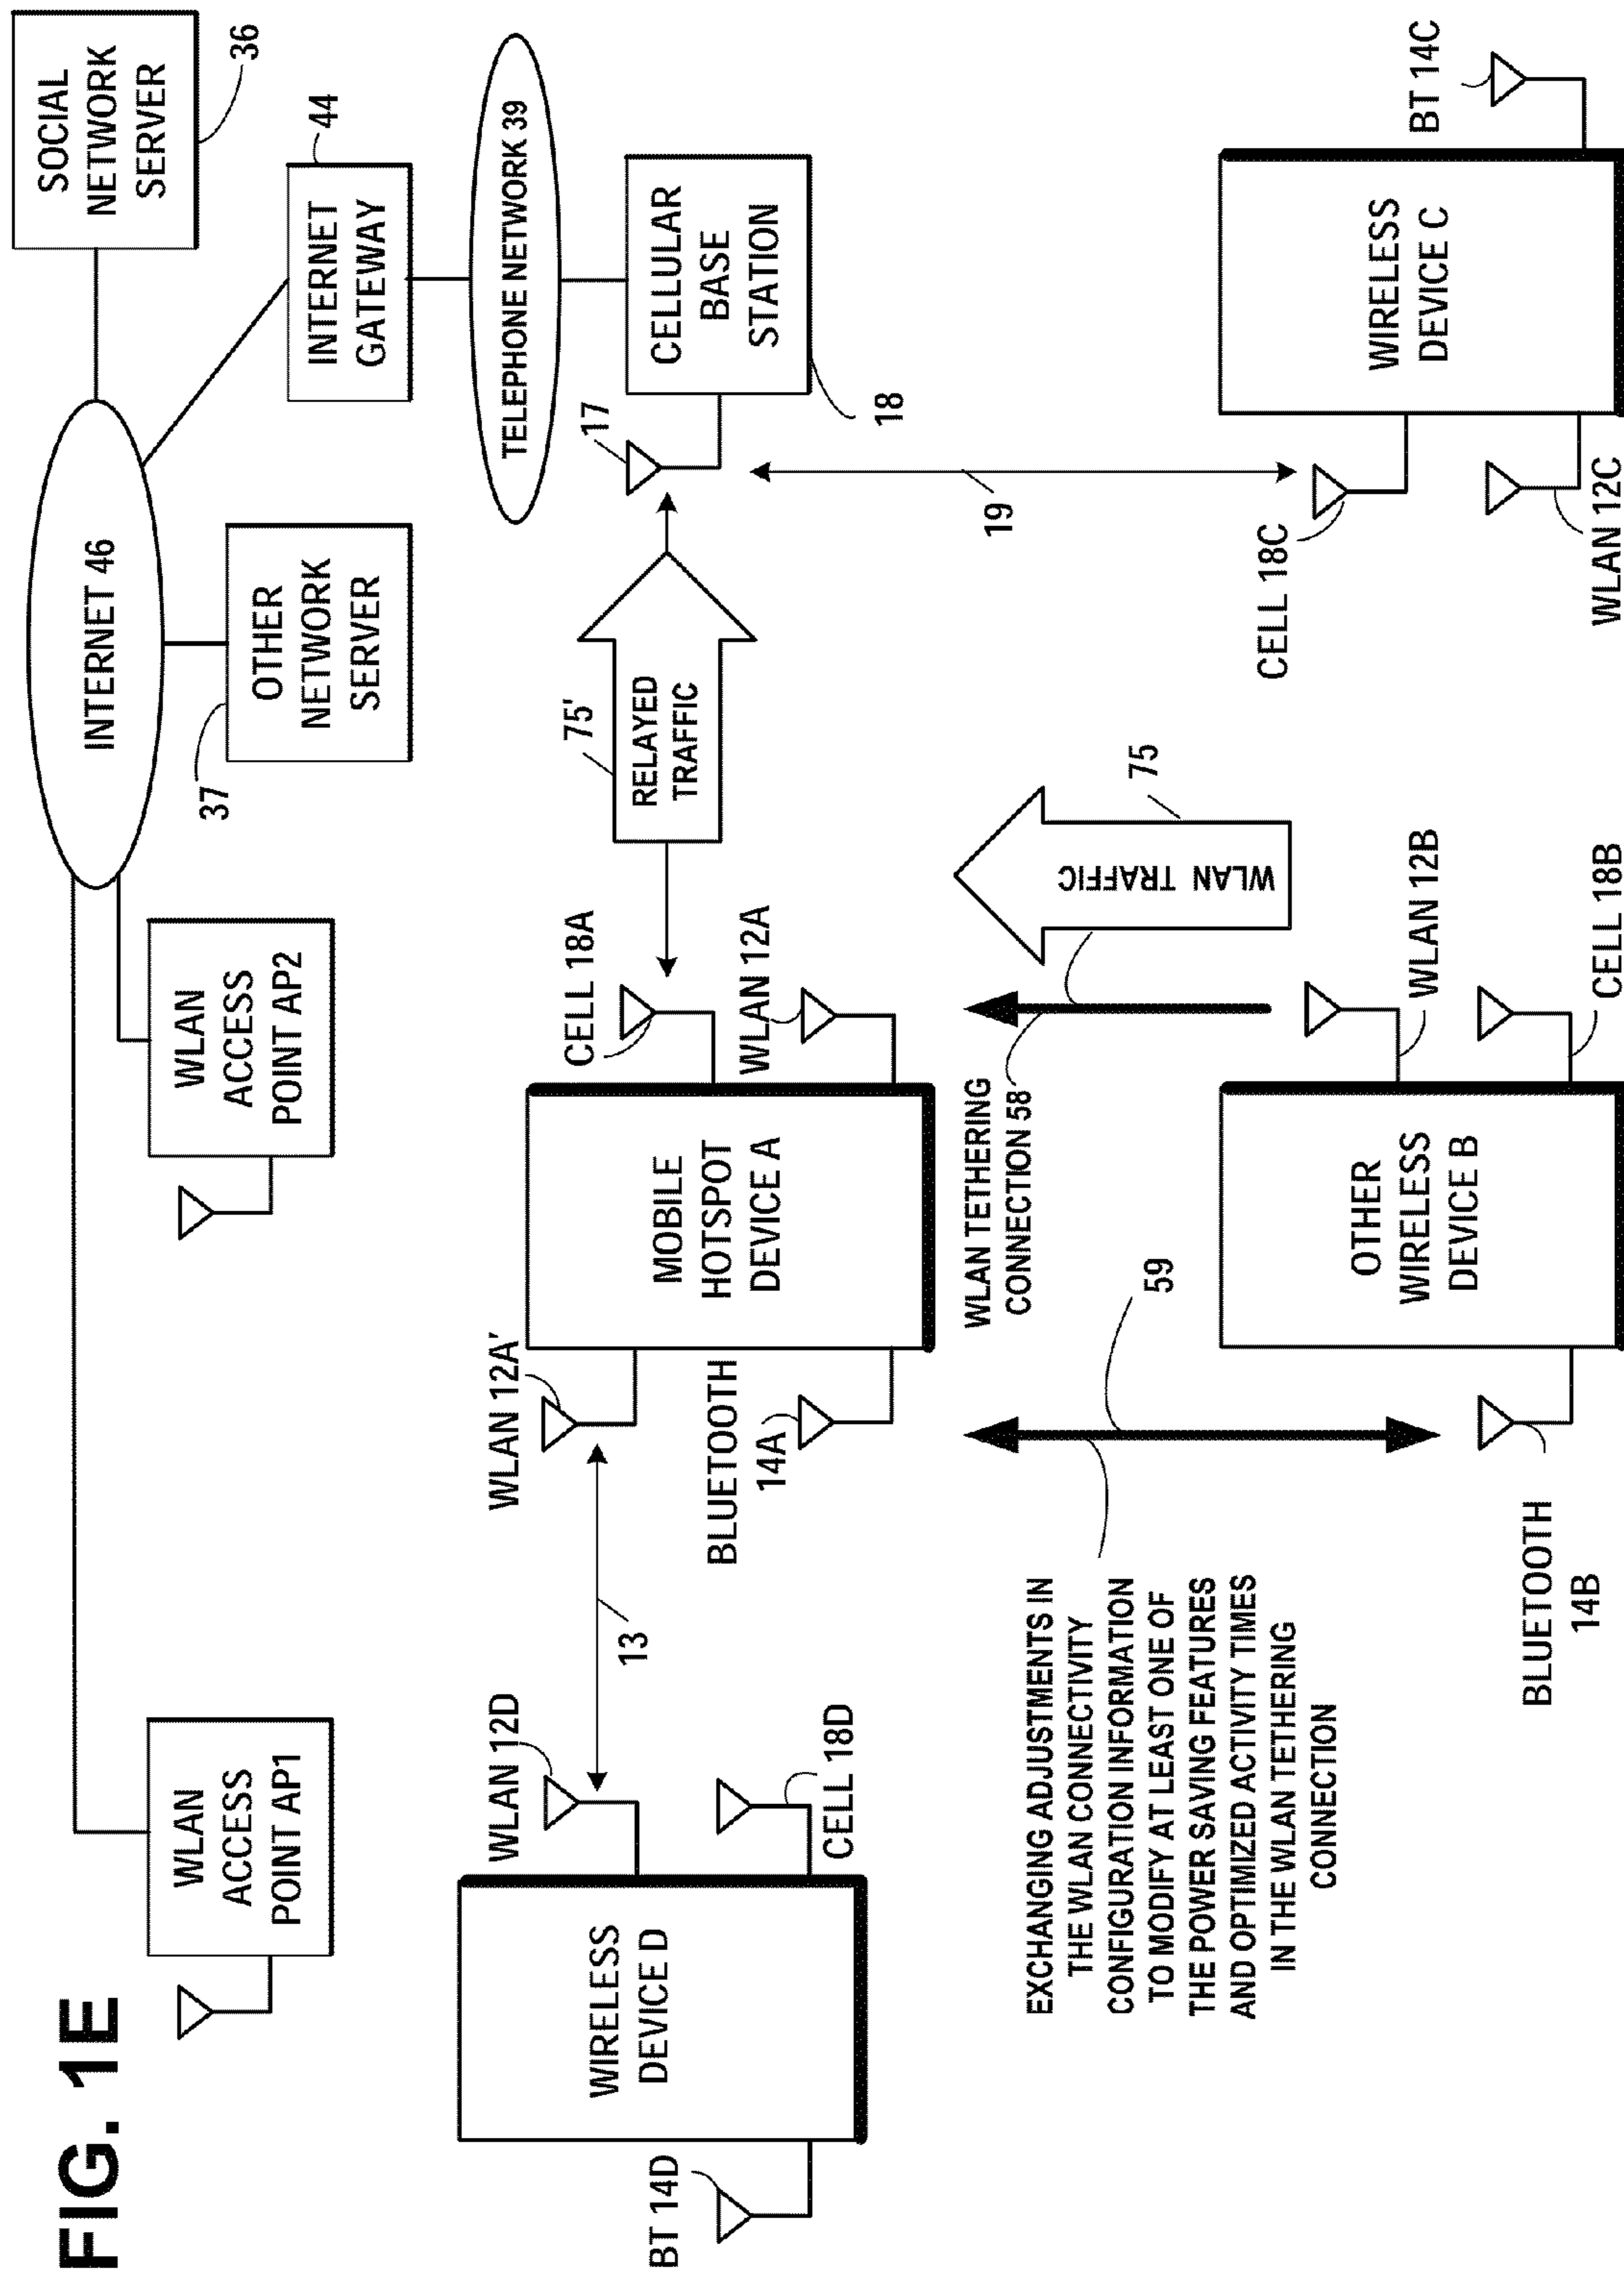 FIG. 1E
WLAN
ACCESS
POINT AP1
WLAN
ACCESS
POINT AP2
INTERNET 46
SOCIAL
NETWORK
SERVER
36
37
OTHER
NETWORK
SERVER
INTERNET
GATEWAY
44
TELEPHONE NETWORK 39
CELLULAR
BASE
STATION
17
18
BT 14D
WIRELESS
DEVICE D
WLAN 12D
CELL 18D
13
WLAN 12A'
BLUETOOTH
14A
MOBILE
HOTSPOT
DEVICE A
CELL 18A
WLAN 12A
75'
RELAYED
TRAFFIC
19
EXCHANGING ADJUSTMENTS IN
THE WLAN CONNECTIVITY
CONFIGURATION INFORMATION
TO MODIFY AT LEAST ONE OF
THE POWER SAVING FEATURES
AND OPTIMIZED ACTIVITY TIMES
IN THE WLAN TETHERING
CONNECTION
59
WLAN TETHERING
CONNECTION 58
WLAN TRAFFIC
75
BLUETOOTH
14B
OTHER
WIRELESS
DEVICE B
WLAN 12B
CELL 18B
CELL 18C
WLAN 12C
WIRELESS
DEVICE C
BT 14C